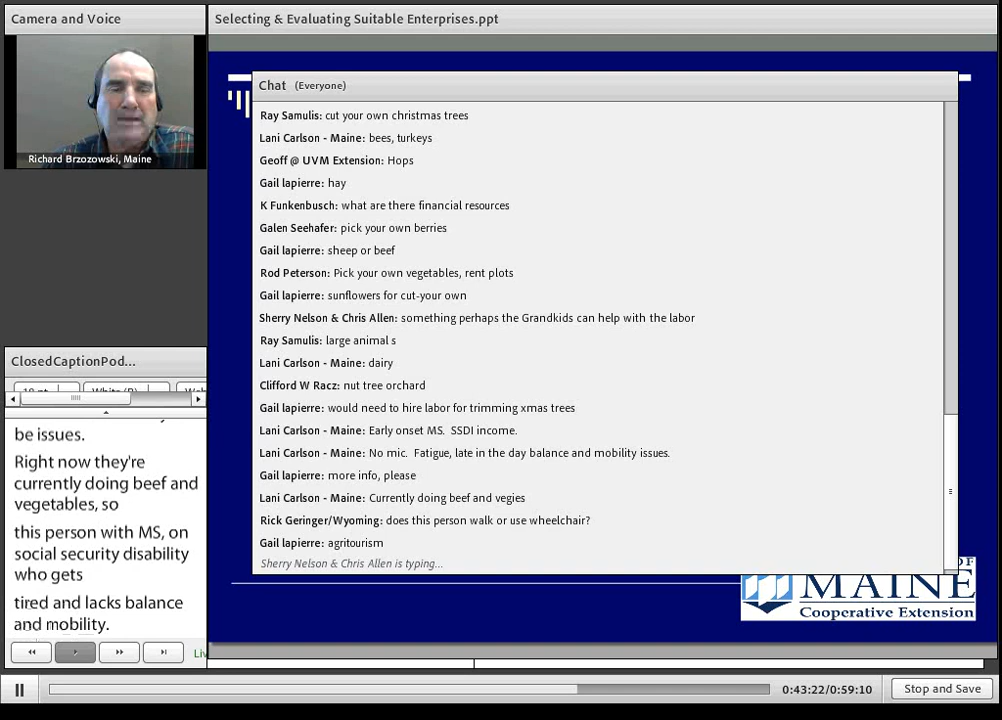 Camera and Voice
Richard Brzozowski, Maine
Selecting & Evaluating Suitable Enterprises.ppt
Chat (Everyone)
Ray Samulis: cut your own christmas trees
Lani Carlson - Maine: bees, turkeys
Geoff @ UVM Extension: Hops
Gail lapierre: hay
K Funkenbusch: what are there financial resources
Galen Seehafer: pick your own berries
Gail lapierre: sheep or beef
Rod Peterson: Pick your own vegetables, rent plots
Gail lapierre: sunflowers for cut-your own
Sherry Nelson & Chris Allen: something perhaps the Grandkids can help with the labor
Ray Samulis: large animal s
Lani Carlson - Maine: dairy
Clifford W Racz: nut tree orchard
Gail lapierre: would need to hire labor for trimming xmas trees
Lani Carlson - Maine: Early onset MS. SSDI income.
Lani Carlson - Maine: No mic. Fatigue, late in the day balance and mobility issues.
Gail lapierre: more info, please
Lani Carlson - Maine: Currently doing beef and vegies
Rick Geringer/Wyoming: does this person walk or use wheelchair?
Gail lapierre: agritourism
Sherry Nelson & Chris Allen is typing...
ClosedCaptionPod...
be issues.
Right now they're
currently doing beef and
vegetables, so
this person with MS, on
social security disability
who gets
tired and lacks balance
and mobility.
OF
MAINE
Cooperative Extension
0:43:22/0:59:10
Stop and Save